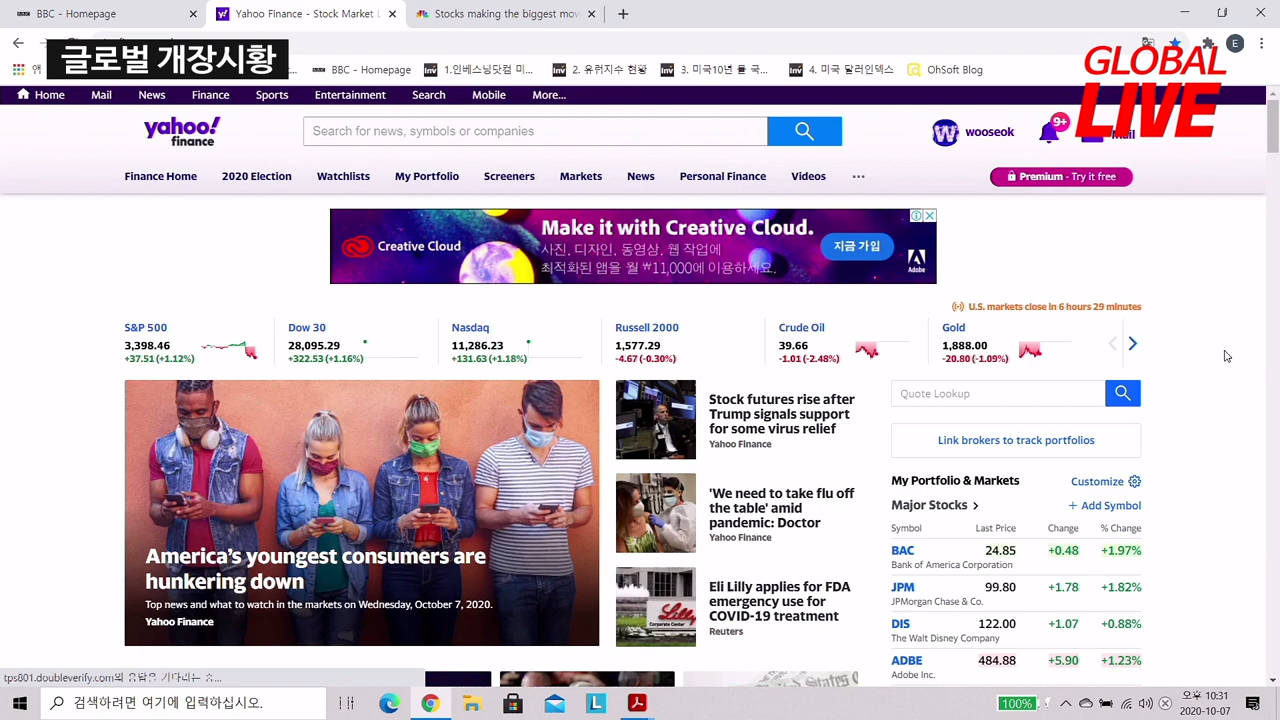 BBC - Homepage
Yahoo Finance - Stock Market L
Stocks making the biggest mov
글로벌 개장시황
BBC - Homepage
1.인베스팅닷컴 미...
2. 유럽지수 현황
3. 미국10년 물 국...
4. 미국 달러인덱스
OhSoft Blog
E
GLOBAL
LIVE
Home
Mail
News
Finance
Sports
Entertainment
Search
Mobile
More...
yahoo!
finance
Search for news, symbols or companies
W
wooseok
9+
Mail
Finance Home
2020 Election
Watchlists
My Portfolio
Screeners
Markets
News
Personal Finance
Videos
Premium - Try it free
Creative Cloud
Make it with Creative Cloud.
사진, 디자인, 동영상, 웹 작업에
최적화된 앱을 월 ₩11,000에 이용하세요.
지금 가입
Adobe
U.S. markets close in 6 hours 29 minutes
S&P 500
3,398.46
+37.51 (+1.12%)
Dow 30
28,095.29
+322.53 (+1.16%)
Nasdaq
11,286.23
+131.63 (+1.18%)
Russell 2000
1,577.29
-4.67 (-0.30%)
Crude Oil
39.66
-1.01 (-2.48%)
Gold
1,888.00
-20.80 (-1.09%)
America's youngest consumers are
hunkering down
Top news and what to watch in the markets on Wednesday, October 7, 2020.
Yahoo Finance
Stock futures rise after
Trump signals support
for some virus relief
Yahoo Finance
'We need to take flu off
the table' amid
pandemic: Doctor
Yahoo Finance
Lilly
Corporate Center
Eli Lilly applies for FDA
emergency use for
COVID-19 treatment
Reuters
Quote Lookup
Link brokers to track portfolios
My Portfolio & Markets
Customize
Major Stocks
+ Add Symbol
Symbol Last Price Change % Change
BAC 24.85 +0.48 +1.97%
Bank of America Corporation
JPM 99.80 +1.78 +1.82%
JPMorgan Chase & Co.
DIS 122.00 +1.07 +0.88%
The Walt Disney Company
ADBE 484.88 +5.90 +1.23%
Adobe Inc.
검색하려면 여기에 입력하십시오.
100%
오후 10:31
2020-10-07